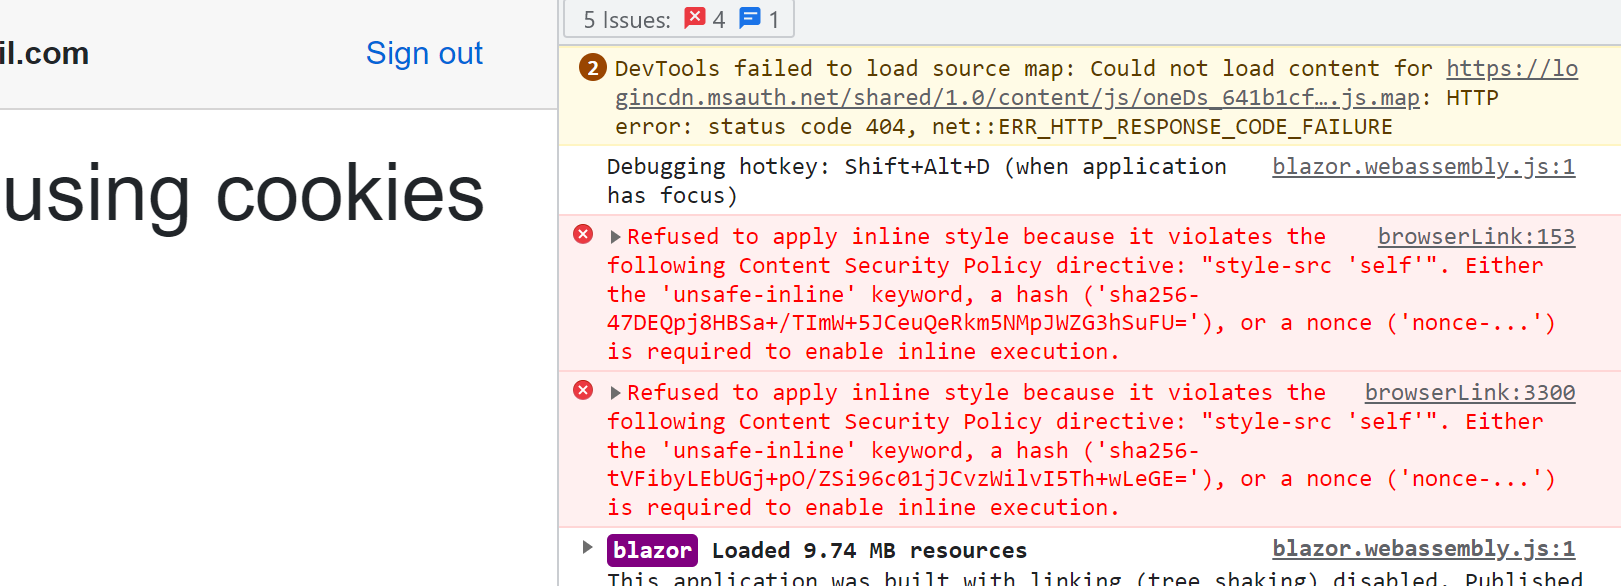 il.com
Sign out
using cookies
5 Issues: 4 1
2 DevTools failed to load source map: Could not load content for https://lo
gincdn.msauth.net/shared/1.0/content/js/oneDs_641b1cf….js.map: HTTP
error: status code 404, net::ERR_HTTP_RESPONSE_CODE_FAILURE
Debugging hotkey: Shift+Alt+D (when application blazor.webassembly.js:1
has focus)
Refused to apply inline style because it violates the browserLink:153
following Content Security Policy directive: "style-src 'self'". Either
the 'unsafe-inline' keyword, a hash ('sha256-
47DEQpj8HBSa+/TImW+5JCeuQeRkm5NMpJWZG3hSuFU='), or a nonce ('nonce-...')
is required to enable inline execution.
Refused to apply inline style because it violates the browserLink:3300
following Content Security Policy directive: "style-src 'self'". Either
the 'unsafe-inline' keyword, a hash ('sha256-
tVFibyLEbUGj+pO/ZSi96c01jJCvzWilvI5Th+wLeGE='), or a nonce ('nonce-...')
is required to enable inline execution.
blazor Loaded 9.74 MB resources blazor.webassembly.js:1
This application was built with linking (tree shaking) disabled. Published